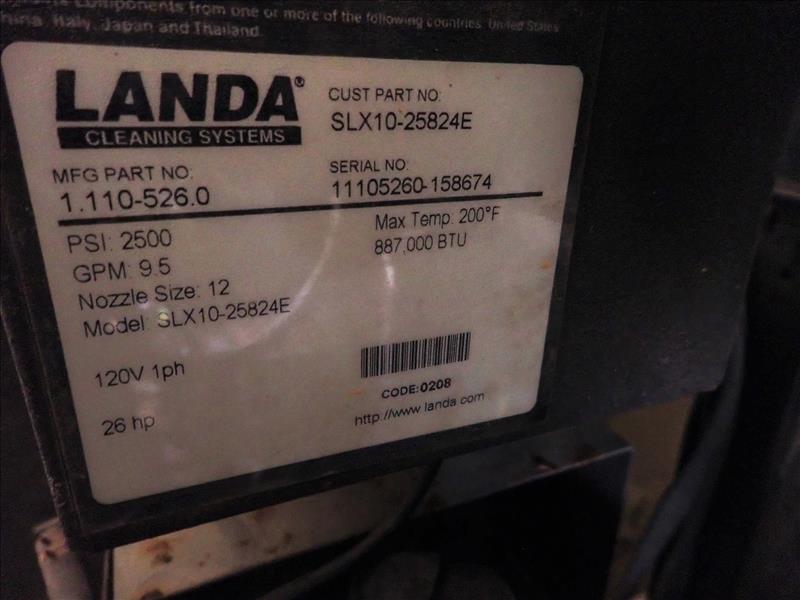 components from one or more of the following countries: United States
China, Italy, Japan and Thailand.
LANDA®
CLEANING SYSTEMS
CUST PART NO:
SLX10-25824E
MFG PART NO:
1.110-526.0
SERIAL NO:
11105260-158674
PSI: 2500
GPM: 9.5
Nozzle Size: 12
Model: SLX10-25824E
Max Temp: 200°F
887,000 BTU
120V 1ph
26 hp
CODE:0208
http://www.landa.com